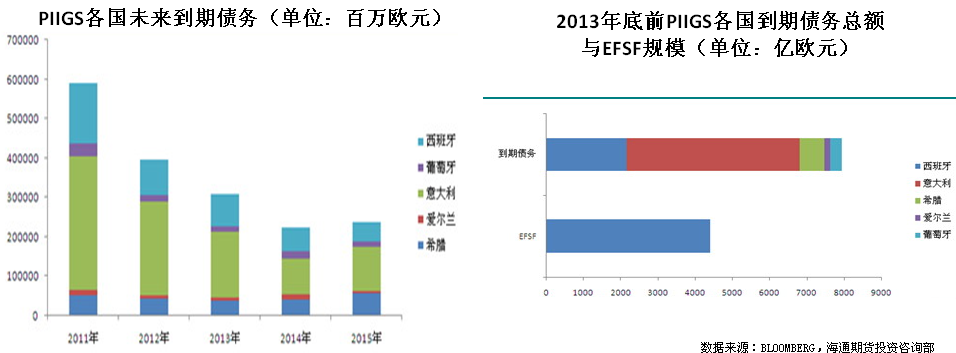 PIIGS各国未来到期债务（单位：百万欧元）
700000
600000
500000
400000
300000
200000
100000
0
2011年
2012年
2013年
2014年
2015年
西班牙
葡萄牙
意大利
爱尔兰
希腊
2013年底前PIIGS各国到期债务总额
与EFSF规模（单位：亿欧元）
到期债务
EFSF
0
1000
2000
3000
4000
5000
6000
7000
8000
9000
西班牙
意大利
希腊
爱尔兰
葡萄牙
数据来源：BLOOMBERG，海通期货投资咨询部